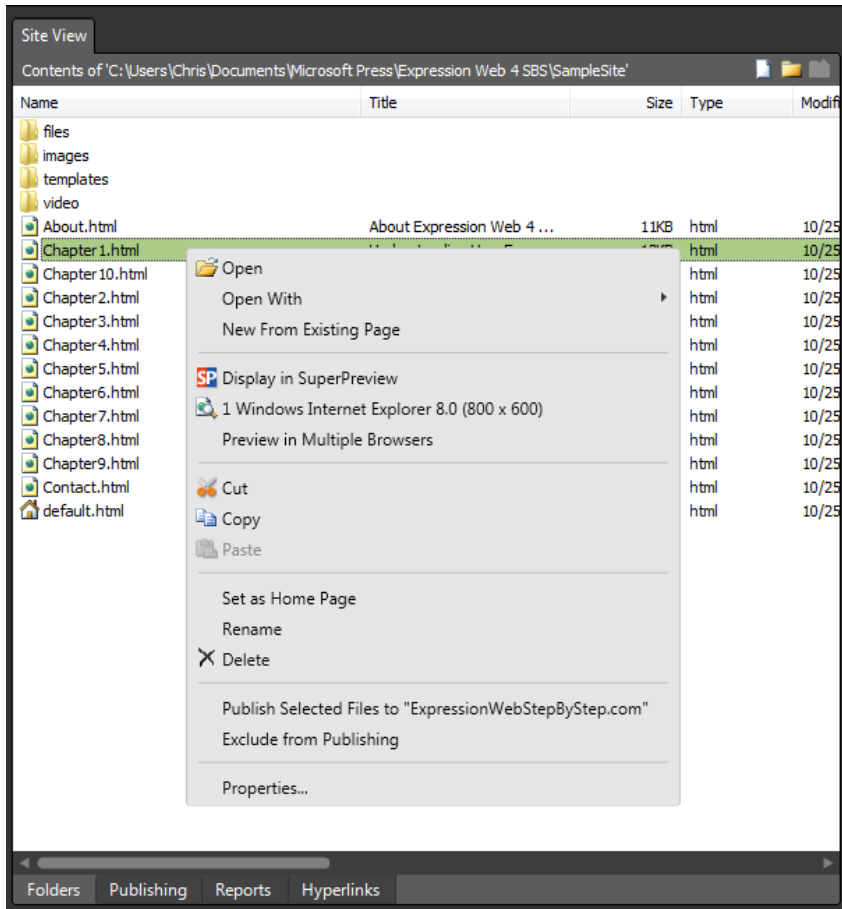 Site View
Contents of 'C:\Users\Chris\Documents\Microsoft Press\Expression Web 4 SBS\SampleSite'
Name Title Size Type Modifi
files
images
templates
video
About.html About Expression Web 4 ... 11KB html 10/25
Chapter1.html html 10/25
Chapter10.html html 10/25
Chapter2.html html 10/25
Chapter3.html html 10/25
Chapter4.html html 10/25
Chapter5.html html 10/25
Chapter6.html html 10/25
Chapter7.html html 10/25
Chapter8.html html 10/25
Chapter9.html html 10/25
Contact.html html 10/25
default.html html 10/25
Open
Open With
New From Existing Page
SP Display in SuperPreview
1 Windows Internet Explorer 8.0 (800 x 600)
Preview in Multiple Browsers
Cut
Copy
Paste
Set as Home Page
Rename
Delete
Publish Selected Files to "ExpressionWebStepByStep.com"
Exclude from Publishing
Properties...
Folders Publishing Reports Hyperlinks